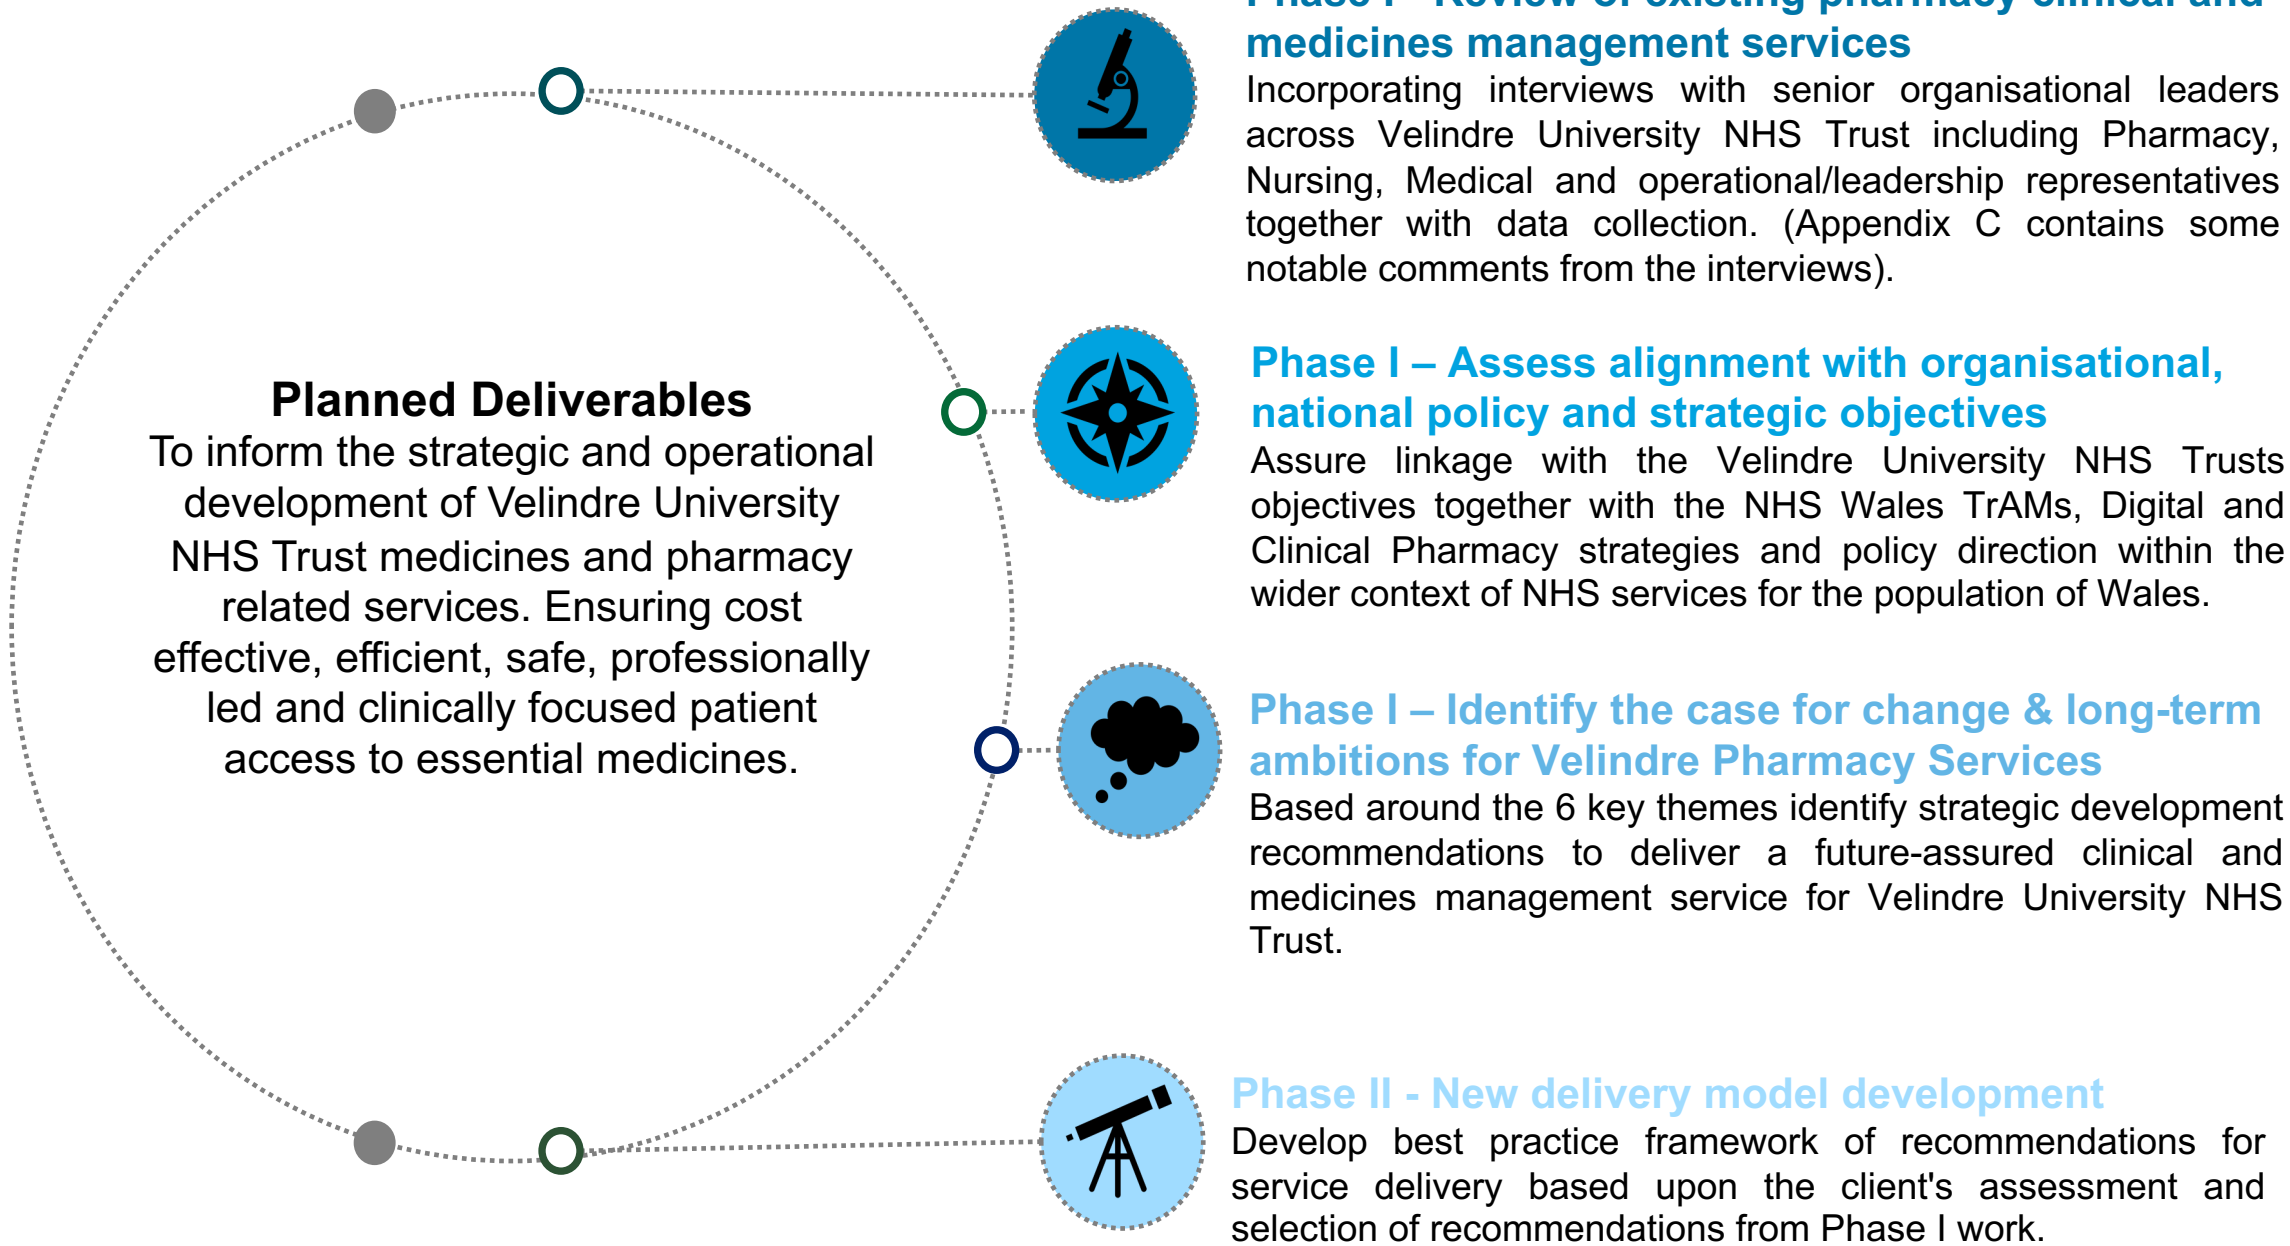 Planned Deliverables
To inform the strategic and operational
development of Velindre University
NHS Trust medicines and pharmacy
related services. Ensuring cost
effective, efficient, safe, professionally
led and clinically focused patient
access to essential medicines.
Phase I - Review of existing pharmacy clinical and
medicines management services
Incorporating interviews with senior organisational leaders
across Velindre University NHS Trust including Pharmacy,
Nursing, Medical and operational/leadership representatives
together with data collection. (Appendix C contains some
notable comments from the interviews).
Phase I – Assess alignment with organisational,
national policy and strategic objectives
Assure linkage with the Velindre University NHS Trusts
objectives together with the NHS Wales TrAMs, Digital and
Clinical Pharmacy strategies and policy direction within the
wider context of NHS services for the population of Wales.
Phase I – Identify the case for change & long-term
ambitions for Velindre Pharmacy Services
Based around the 6 key themes identify strategic development
recommendations to deliver a future-assured clinical and
medicines management service for Velindre University NHS
Trust.
Phase II - New delivery model development
Develop best practice framework of recommendations for
service delivery based upon the client's assessment and
selection of recommendations from Phase I work.